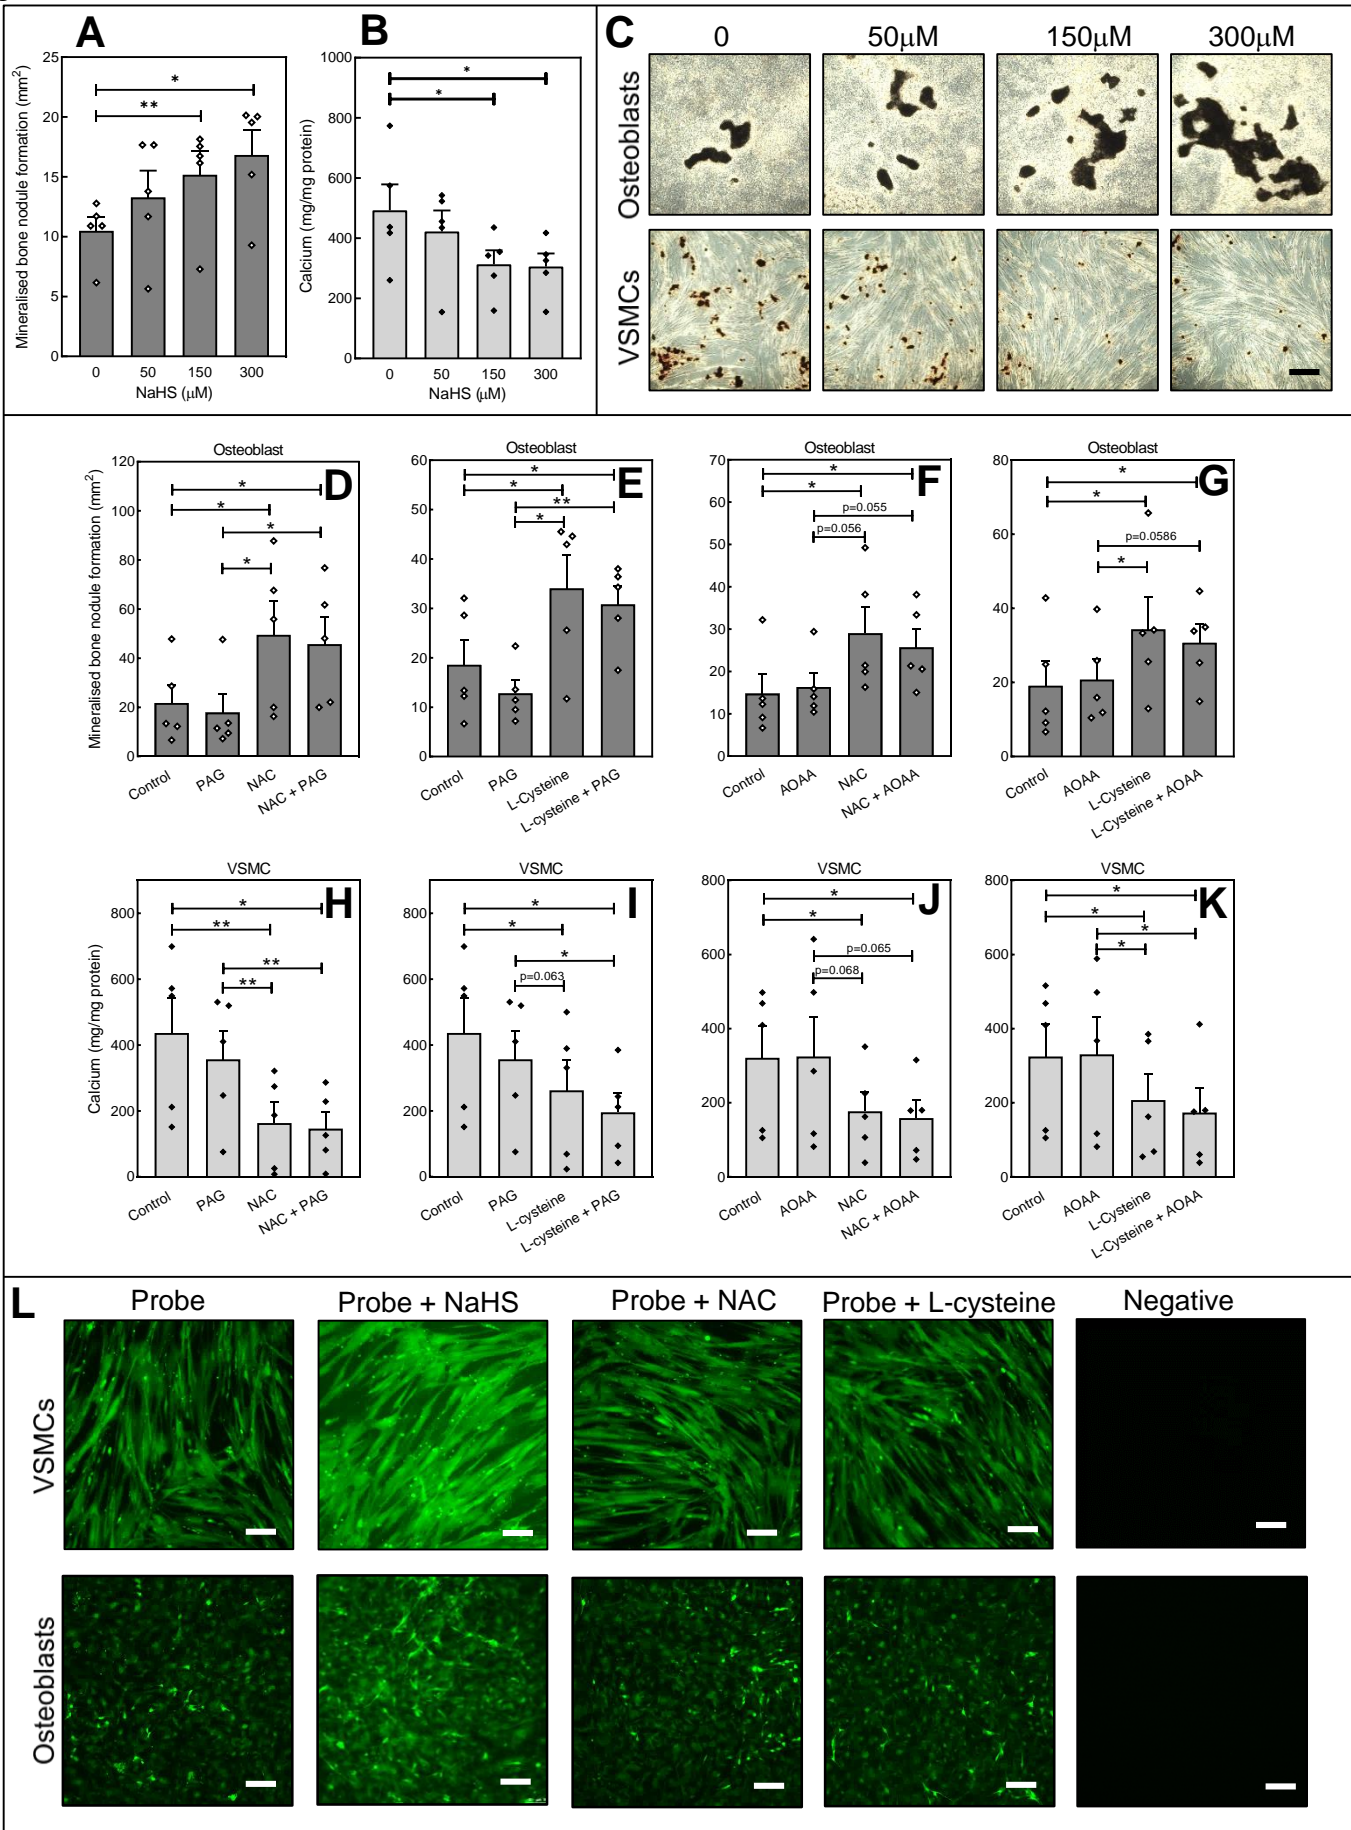 A
Mineralised bone nodule formation (mm2)
25
20
15
10
5
0
*
**
0 50 150 300
NaHS (μM)
B
Calcium (mg/mg protein)
1000
800
600
400
200
0
*
*
0 50 150 300
NaHS (μM)
C
0 50μM 150μM 300μM
Osteoblasts
VSMCs
Osteoblast
D
Mineralised bone nodule formation (mm2)
120
100
80
60
40
20
0
*
*
*
*
Control PAG NAC NAC + PAG
Osteoblast
E
60
50
40
30
20
10
0
*
*
**
*
Control PAG L-Cysteine L-cysteine + PAG
Osteoblast
F
70
60
50
40
30
20
10
0
*
*
p=0.055
p=0.056
Control AOAA NAC NAC + AOAA
Osteoblast
G
80
60
40
20
0
*
*
p=0.0586
*
Control AOAA L-Cysteine L-Cysteine + AOAA
VSMC
H
Calcium (mg/mg protein)
800
600
400
200
0
*
**
**
**
Control PAG NAC NAC + PAG
VSMC
I
800
600
400
200
0
*
*
*
p=0.063
Control PAG L-cysteine L-cysteine + PAG
VSMC
J
800
600
400
200
0
*
*
p=0.065
p=0.068
Control AOAA NAC NAC + AOAA
VSMC
K
800
600
400
200
0
*
*
*
*
Control AOAA L-Cysteine L-Cysteine + AOAA
L
Probe Probe + NaHS Probe + NAC Probe + L-cysteine Negative
VSMCs
Osteoblasts